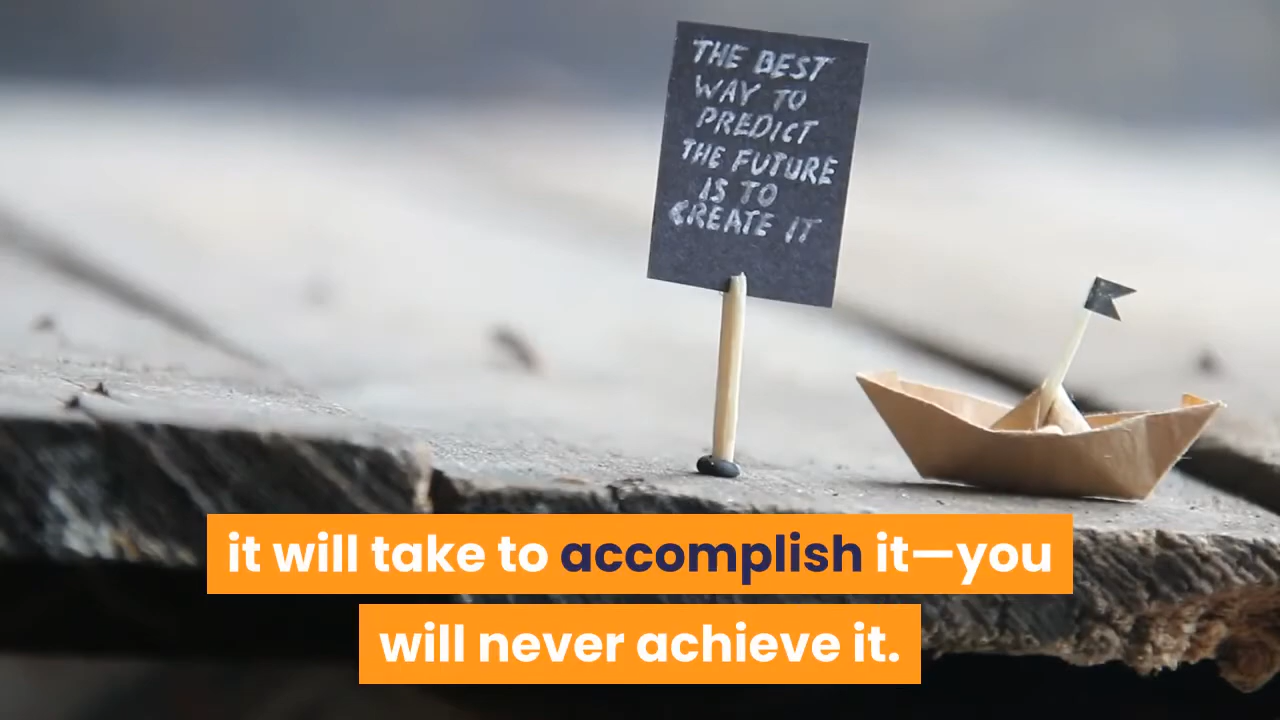 THE BEST
WAY TO
PREDICT
THE FUTURE
IS TO
CREATE IT
it will take to accomplish it—you
will never achieve it.